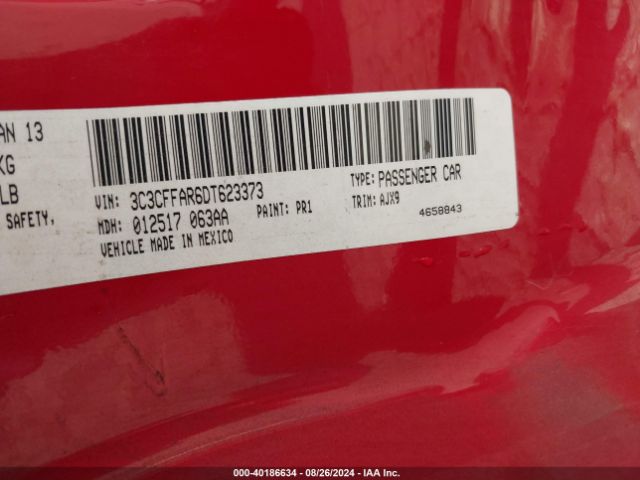 AN 13
KG
LB
SAFETY,
VIN: 3C3CFFAR6DT623373
TYPE: PASSENGER CAR
MDH: 012517 063AA
PAINT: PR1
TRIM: AJX9
VEHICLE MADE IN MEXICO
4658843
000-40186634 - 08/26/2024 - IAA Inc.